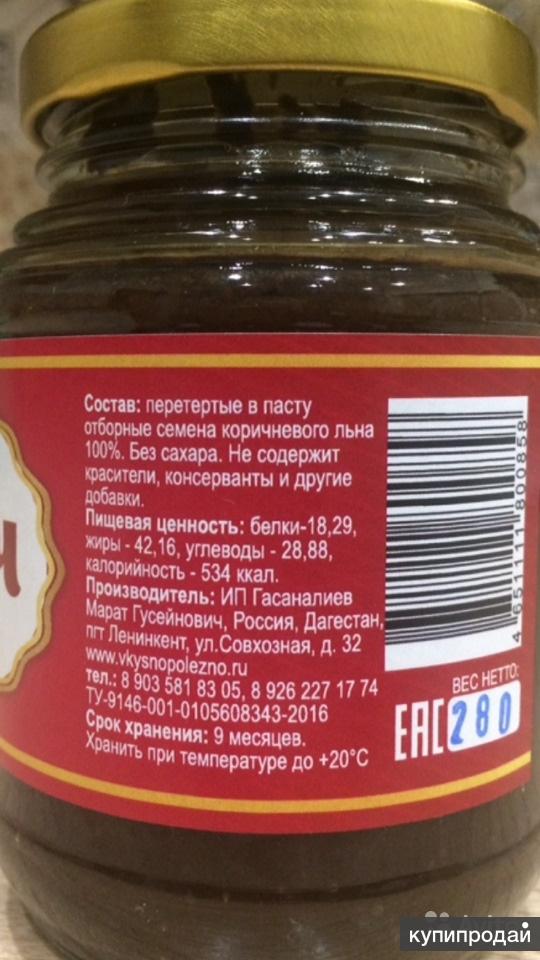 Состав: перетертые в пасту
отборные семена коричневого льна
100%. Без сахара. Не содержит
красители, консерванты и другие
добавки.
Пищевая ценность: белки-18,29,
жиры - 42,16, углеводы - 28,88,
калорийность - 534 ккал.
Производитель: ИП Гасаналиев
Марат Гусейнович, Россия, Дагестан,
пгт Ленинкент, ул.Совхозная, д. 32
www.vkysnopolezno.ru
тел.: 8 903 581 83 05, 8 926 227 17 74
ТУ-9146-001-0105608343-2016
Срок хранения: 9 месяцев.
Хранить при температуре до +20°С
4 651111 800858
ВЕС НЕТТО:
EAC 280
купипродай